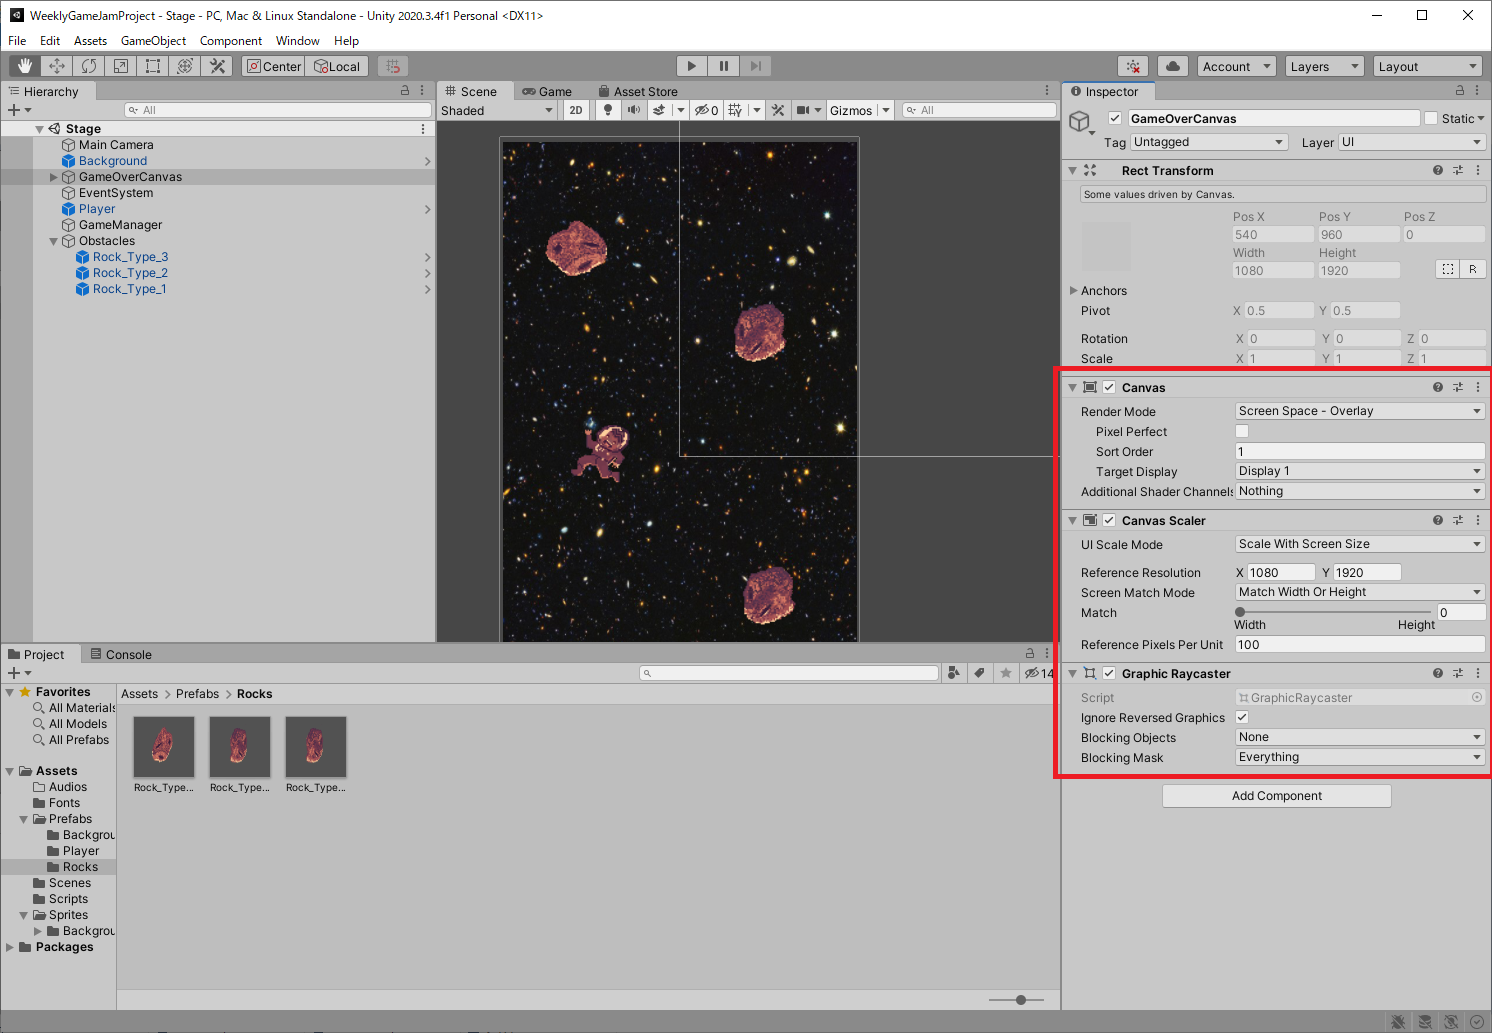 WeeklyGameJamProject - Stage - PC, Mac & Linux Standalone - Unity 2020.3.4f1 Personal <DX11>
File Edit Assets GameObject Component Window Help
Center Local Account Layers Layout
Hierarchy
All
Stage
Main Camera
Background
GameOverCanvas
EventSystem
Player
GameManager
Obstacles
Rock_Type_3
Rock_Type_2
Rock_Type_1
Scene Game Asset Store
Shaded 2D 0 Gizmos All
Inspector
GameOverCanvas Static
Tag Untagged Layer UI
Rect Transform
Some values driven by Canvas.
Pos X Pos Y Pos Z
540 960 0
Width Height
1080 1920 R
Anchors
Pivot X 0.5 Y 0.5
Rotation X 0 Y 0 Z 0
Scale X 1 Y 1 Z 1
Canvas
Render Mode Screen Space - Overlay
Pixel Perfect
Sort Order 1
Target Display Display 1
Additional Shader Channels Nothing
Canvas Scaler
UI Scale Mode Scale With Screen Size
Reference Resolution X 1080 Y 1920
Screen Match Mode Match Width Or Height
Match 0
Width Height
Reference Pixels Per Unit 100
Graphic Raycaster
Script GraphicRaycaster
Ignore Reversed Graphics
Blocking Objects None
Blocking Mask Everything
Add Component
Project Console
14
Favorites
All Materials
All Models
All Prefabs
Assets
Audios
Fonts
Prefabs
Backgrou
Player
Rocks
Scenes
Scripts
Sprites
Backgrou
Packages
Assets > Prefabs > Rocks
Rock_Type... Rock_Type... Rock_Type...